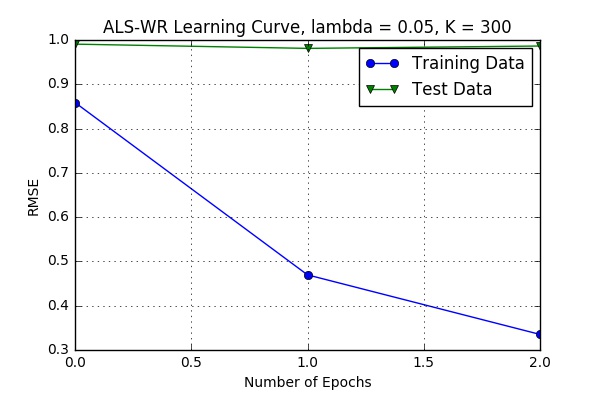 ALS-WR Learning Curve, lambda = 0.05, K = 300
1.0
0.9
0.8
0.7
0.6
0.5
0.4
0.3
RMSE
Training Data
Test Data
0.0 0.5 1.0 1.5 2.0
Number of Epochs